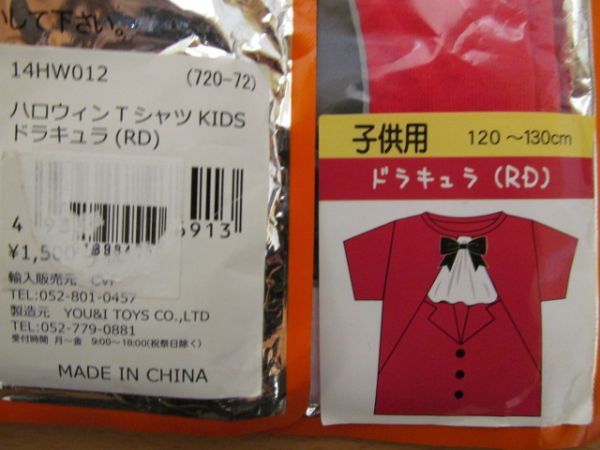 して下さい。
14HW012 (720-72)
ハロウィンTシャツ KIDS
ドラキュラ(RD)
6913
¥1,500
輸入販売元
TEL:052-801-0457
製造元 YOU&I TOYS CO.,LTD
TEL:052-779-0881
受付時間 月～金 9:00~18:00(祝祭日除く)
MADE IN CHINA
子供用 120～130cm
ドラキュラ(RD)